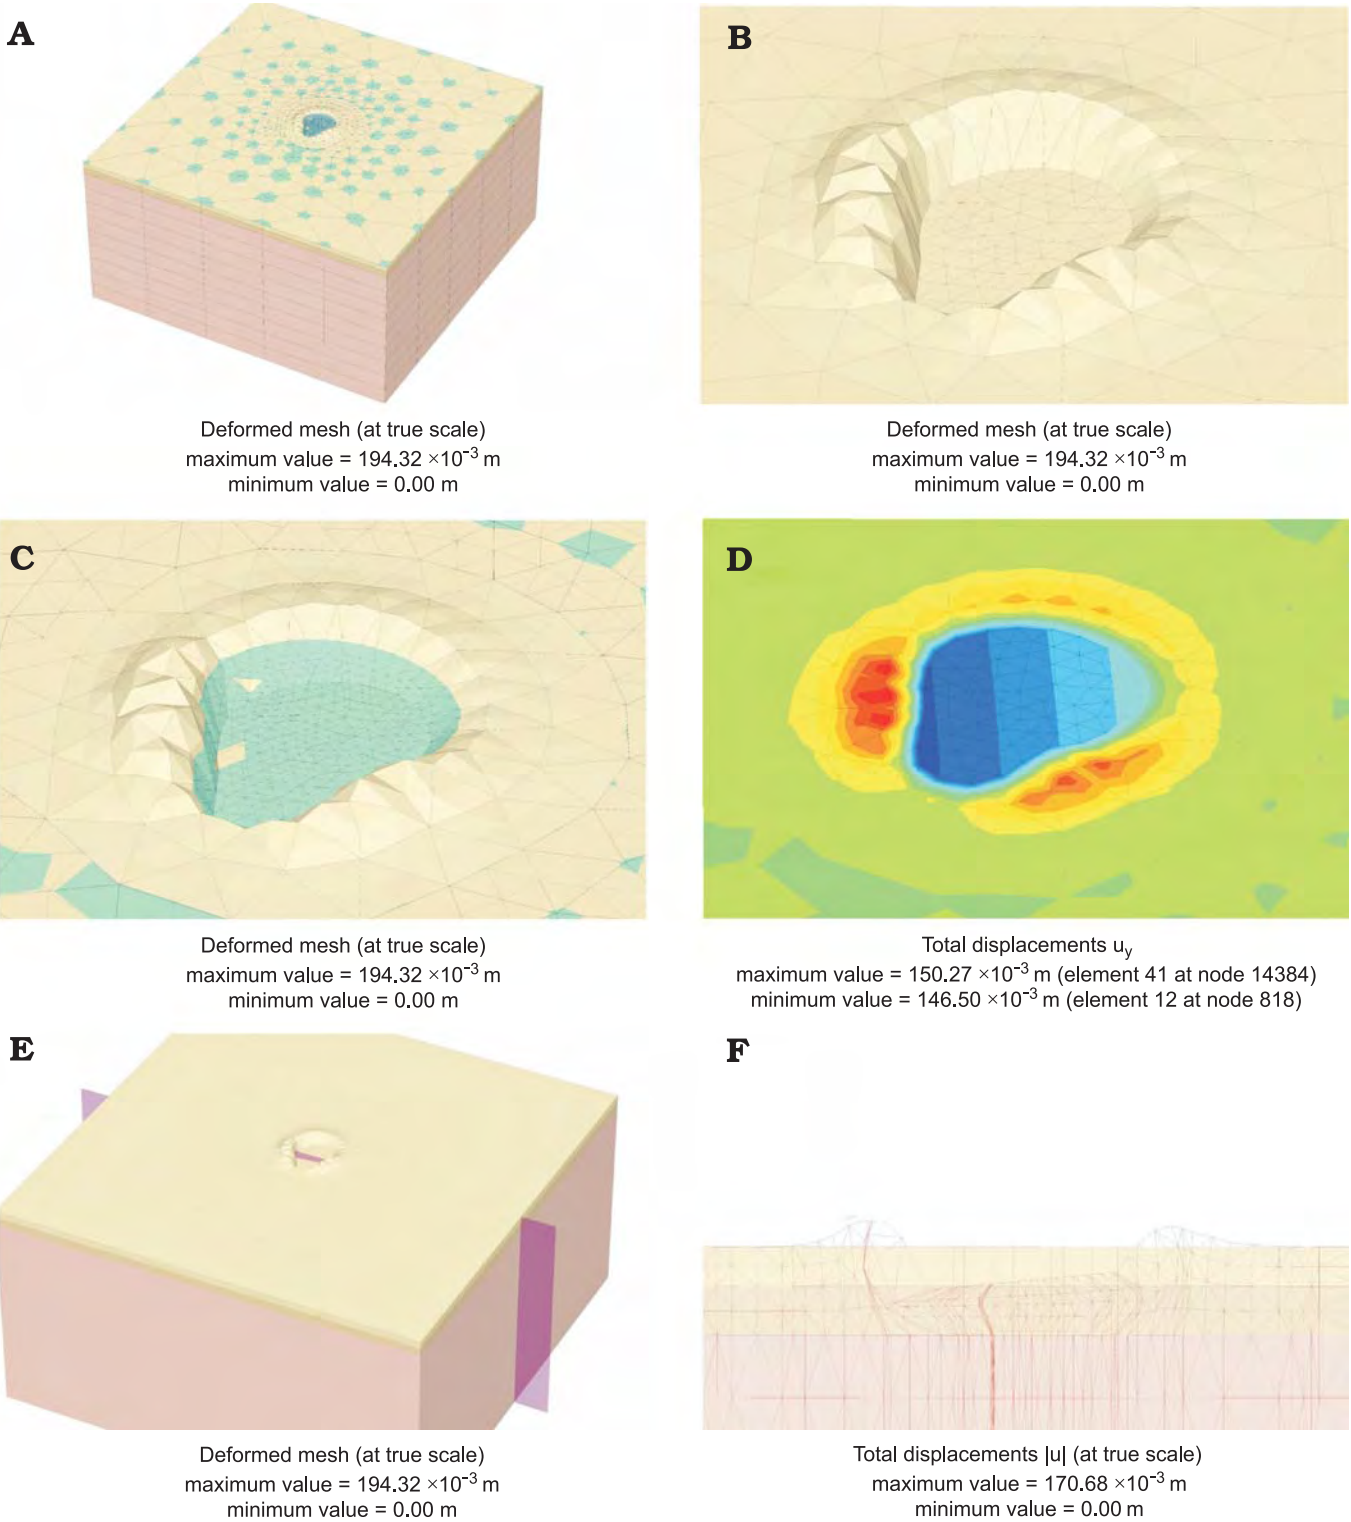 A
B
Deformed mesh (at true scale)
maximum value = 194.32 ×10⁻³ m
minimum value = 0.00 m
Deformed mesh (at true scale)
maximum value = 194.32 ×10⁻³ m
minimum value = 0.00 m
C
D
Deformed mesh (at true scale)
maximum value = 194.32 ×10⁻³ m
minimum value = 0.00 m
Total displacements uy
maximum value = 150.27 ×10⁻³ m (element 41 at node 14384)
minimum value = 146.50 ×10⁻³ m (element 12 at node 818)
E
F
Deformed mesh (at true scale)
maximum value = 194.32 ×10⁻³ m
minimum value = 0.00 m
Total displacements |u| (at true scale)
maximum value = 170.68 ×10⁻³ m
minimum value = 0.00 m